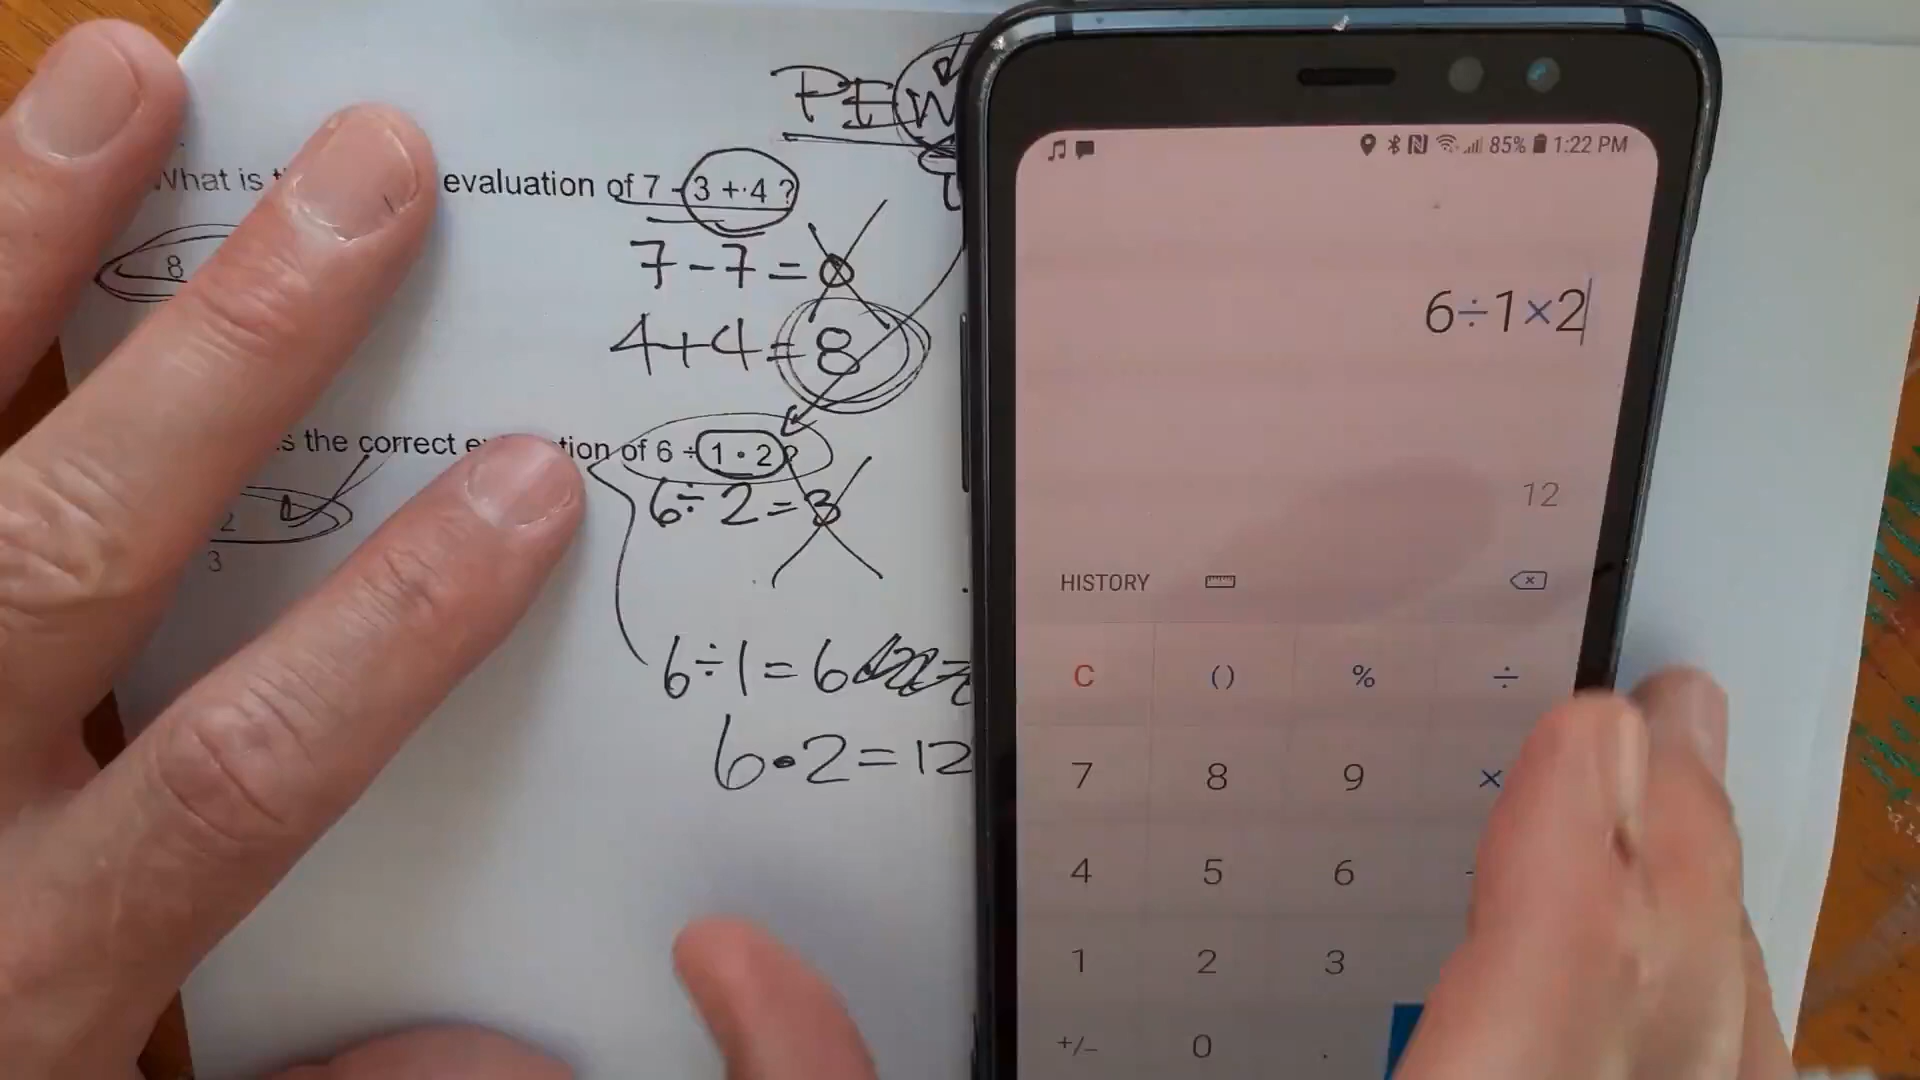 What is evaluation of 7 - 3 + 4 ?
8
7 - 7 = 0
4 + 4 = 8
the correct of 6 ÷ 1 • 2 ?
2
3
6 ÷ 2 = 3
6 ÷ 1 = 6
6 • 2 = 12
85% 1:22 PM
6÷1×2
12
HISTORY
C () % ÷
7 8 9 ×
4 5 6
1 2 3
+/- 0 .